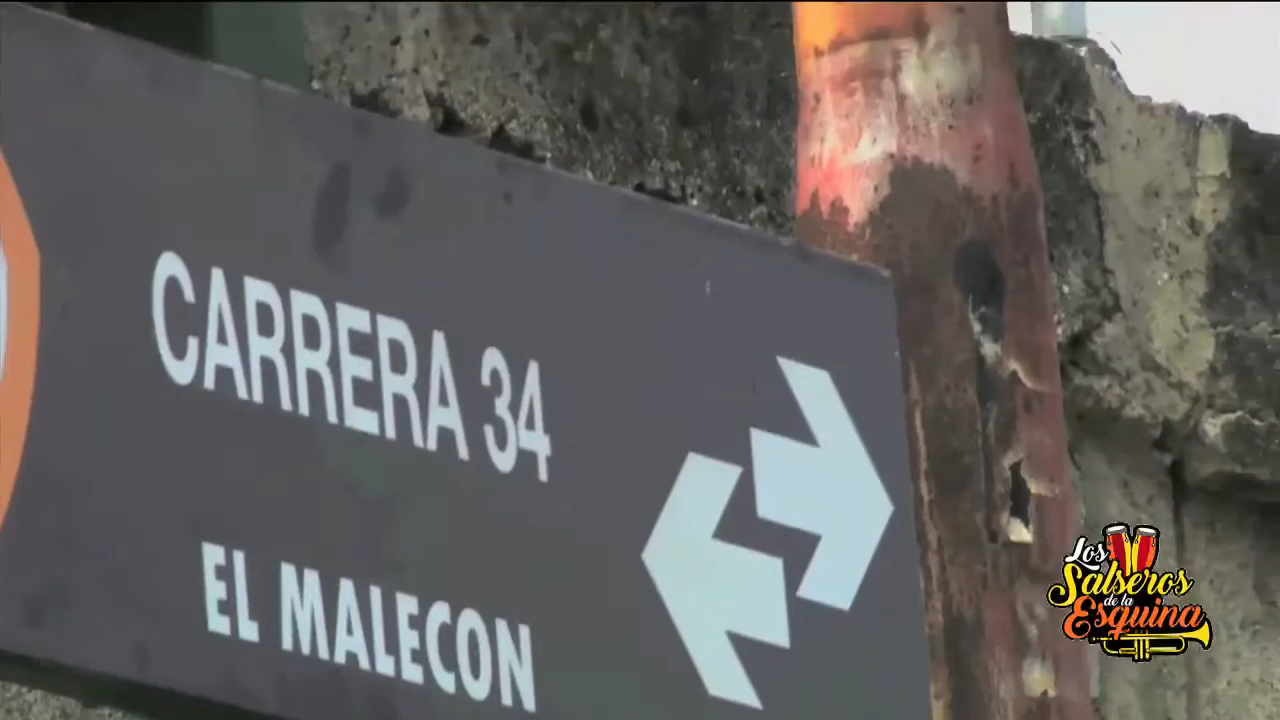 CARRERA 34
EL MALECON
Los
Salseros
de la
Esquina